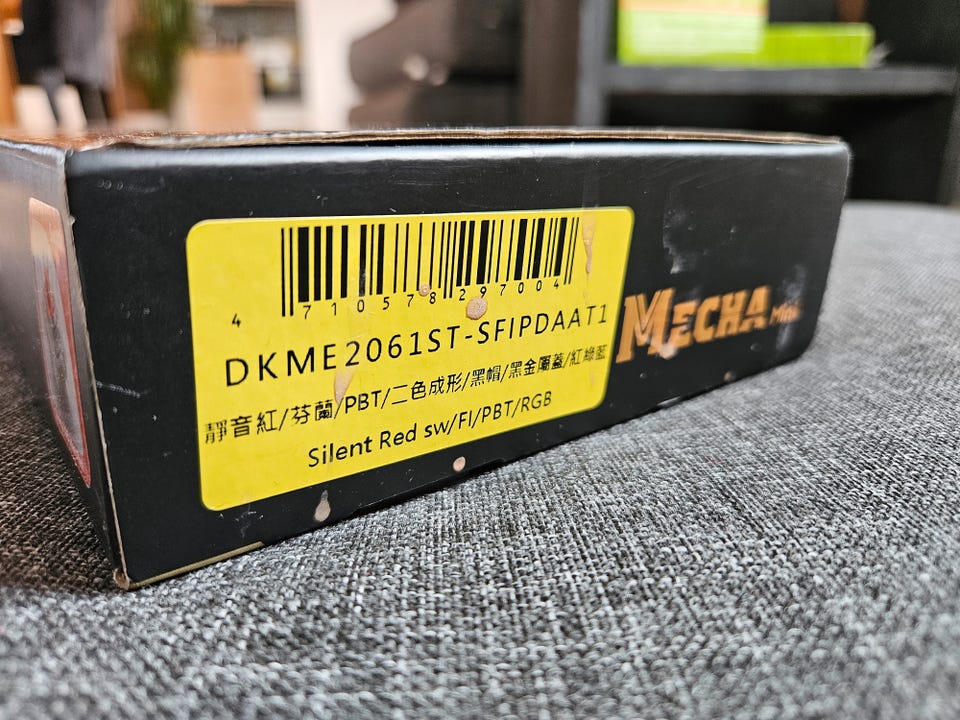 4 710578 297004
DKME2061ST-SFIPDAAT1
靜音紅/芬蘭/PBT/二色成形/黑帽/黑金屬蓋/紅綠藍
Silent Red sw/FI/PBT/RGB
MECHA Mini